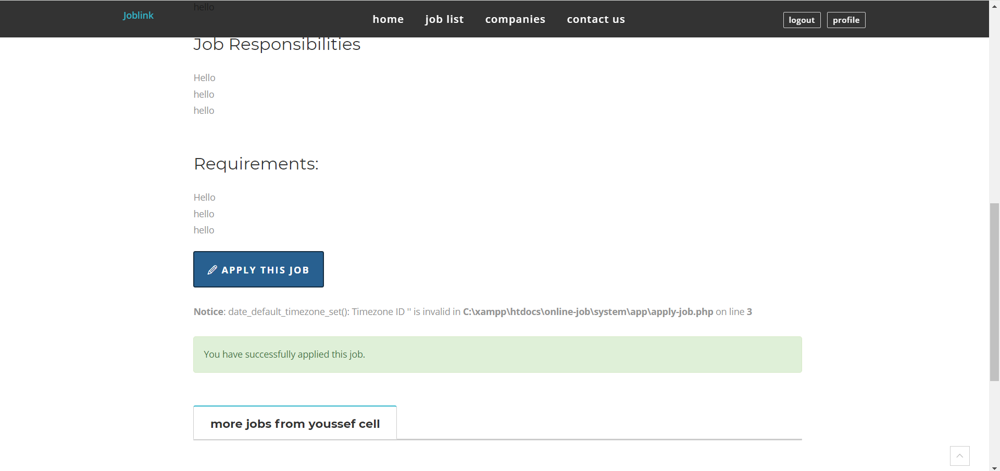 hello
Joblink
home job list companies contact us
logout profile
Job Responsibilities
Hello
hello
hello
Requirements:
Hello
hello
hello
APPLY THIS JOB
Notice: date_default_timezone_set(): Timezone ID '' is invalid in C:\xampp\htdocs\online-job\system\app\apply-job.php on line 3
You have successfully applied this job.
more jobs from youssef cell